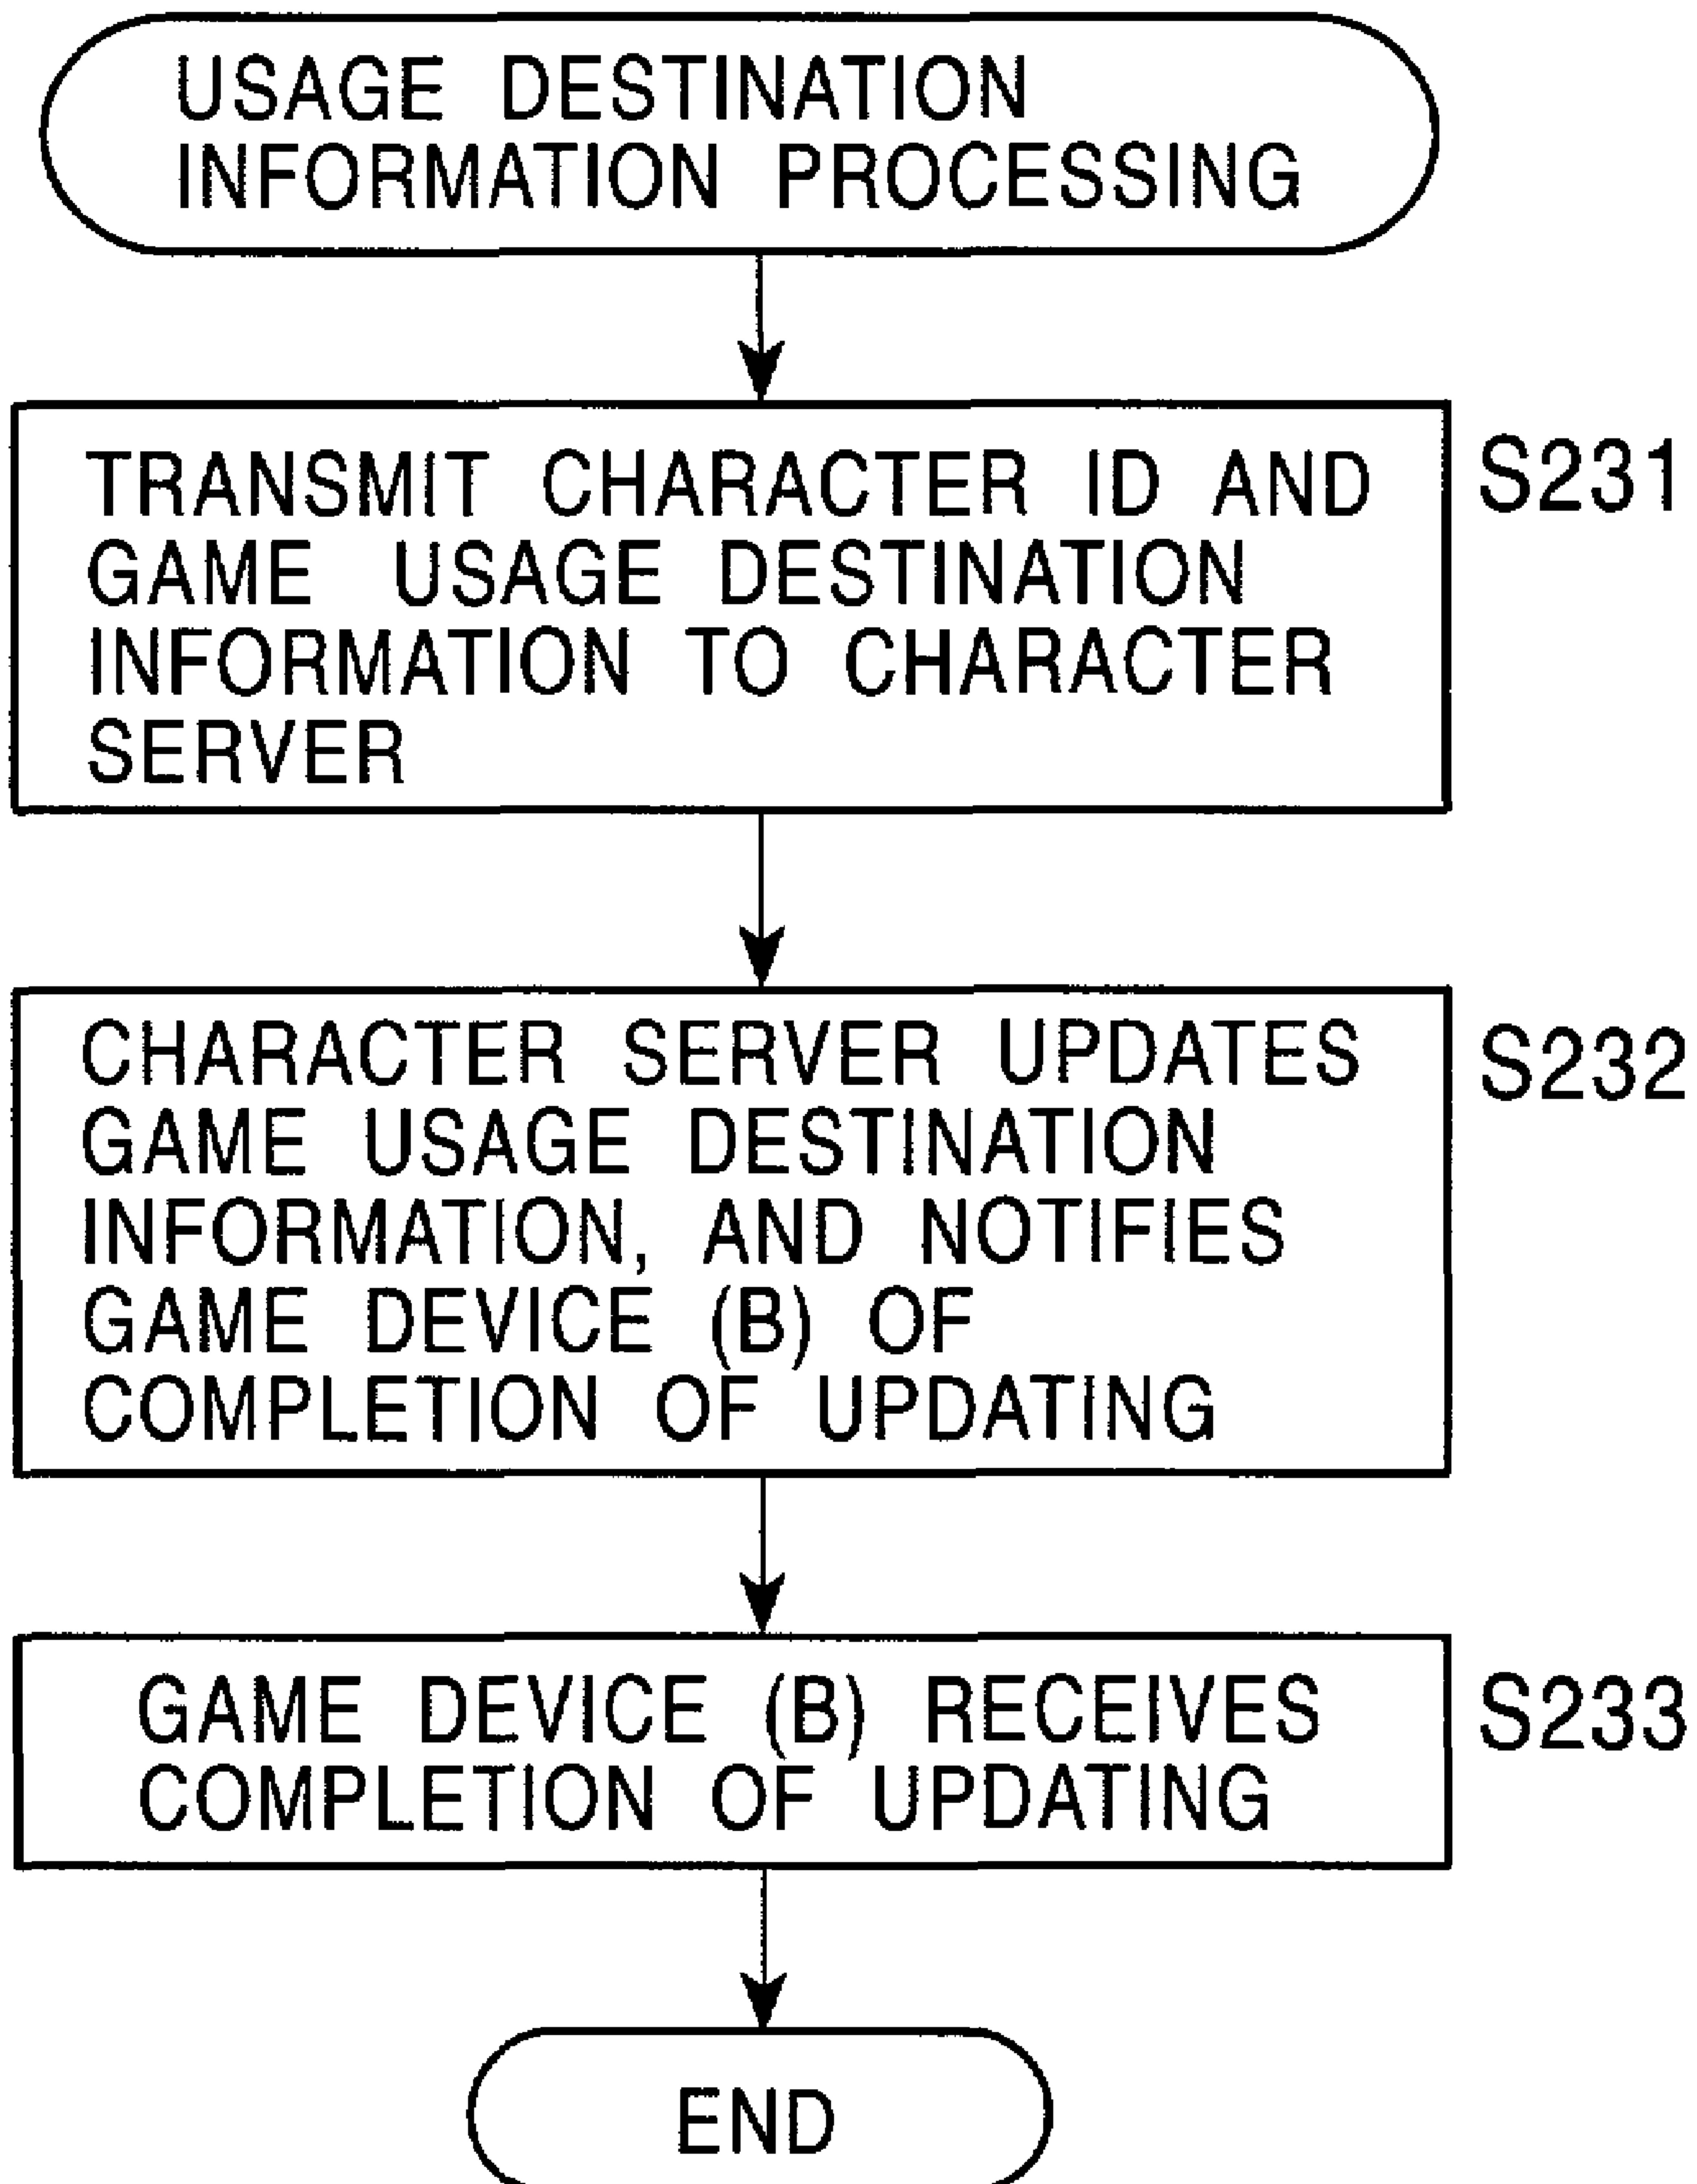 USAGE DESTINATION
INFORMATION PROCESSING
TRANSMIT CHARACTER ID AND
GAME USAGE DESTINATION
INFORMATION TO CHARACTER
SERVER
S231
CHARACTER SERVER UPDATES
GAME USAGE DESTINATION
INFORMATION, AND NOTIFIES
GAME DEVICE (B) OF
COMPLETION OF UPDATING
S232
GAME DEVICE (B) RECEIVES
COMPLETION OF UPDATING
S233
END